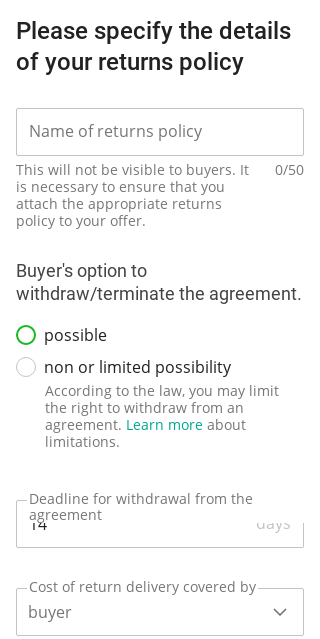 Please specify the details
of your returns policy
Name of returns policy
This will not be visible to buyers. It
is necessary to ensure that you
attach the appropriate returns
policy to your offer.
0/50
Buyer's option to
withdraw/terminate the agreement.
possible
non or limited possibility
According to the law, you may limit
the right to withdraw from an
agreement. Learn more about
limitations.
Deadline for withdrawal from the
agreement
14 days
Cost of return delivery covered by
buyer